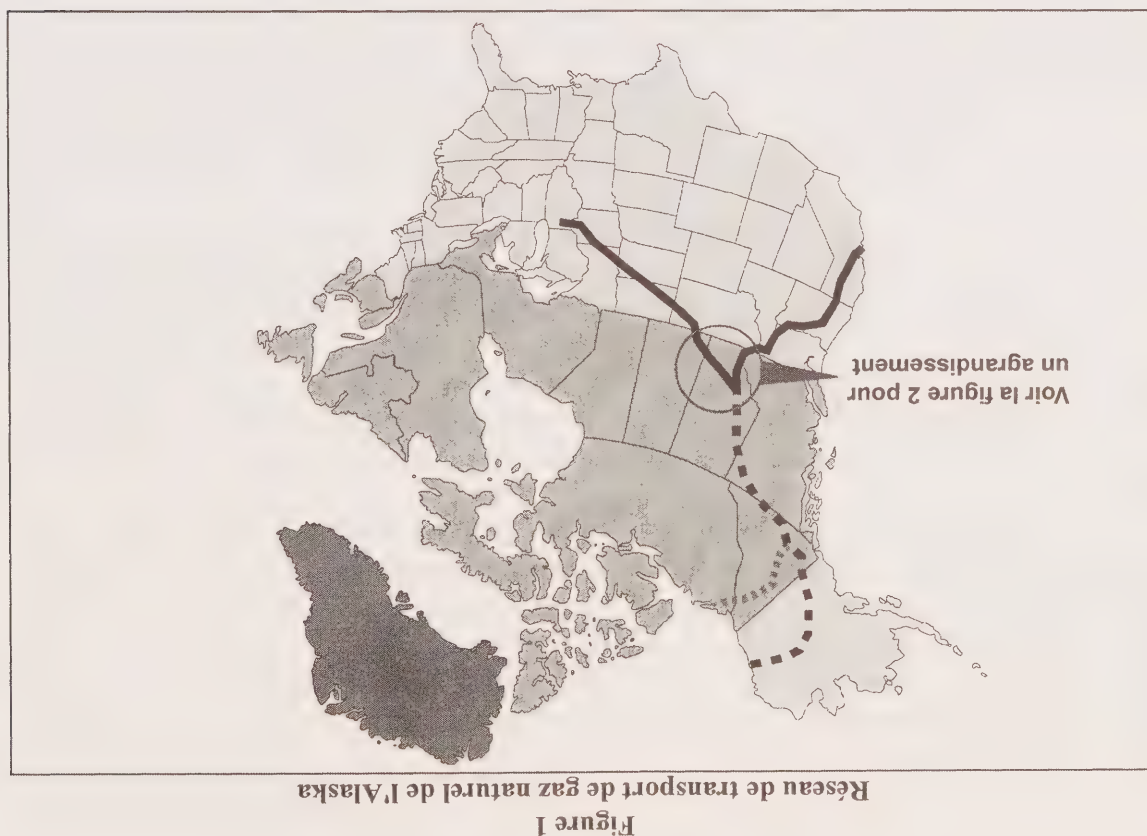 Figure 1
Réseau de transport de gaz naturel de l'Alaska
Voir la figure 2 pour
un agrandissement